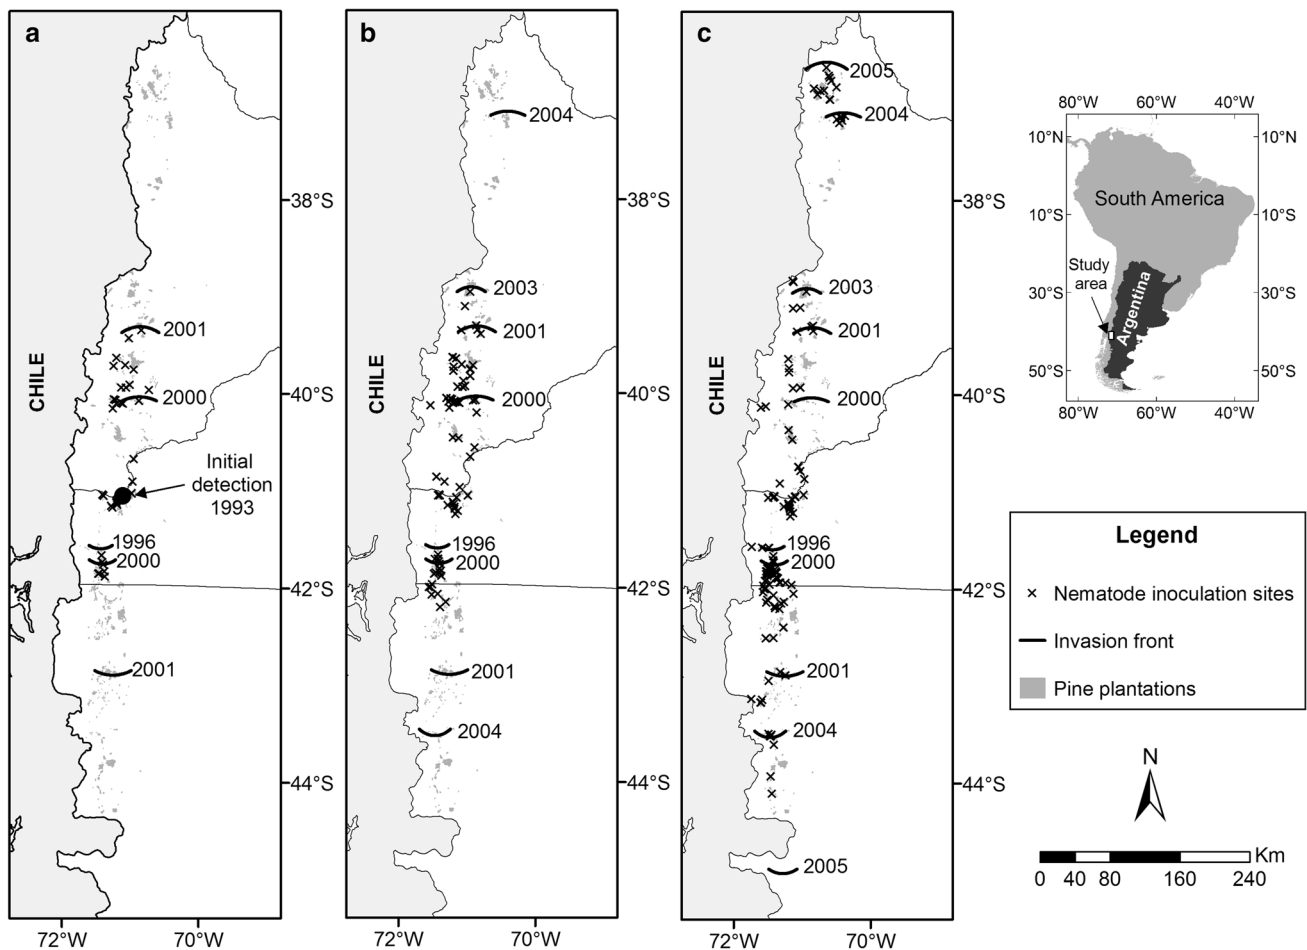 a
2001
2000
Initial
detection
1993
1996
2000
2001
CHILE
38°S
40°S
42°S
44°S
72°W
70°W
b
2004
2003
2001
2000
1996
2000
2001
2004
CHILE
38°S
40°S
42°S
44°S
72°W
70°W
c
2005
2004
2003
2001
2000
1996
2000
2001
2004
2005
CHILE
38°S
40°S
42°S
44°S
72°W
70°W
80°W 60°W 40°W
10°N 10°N
South America
10°S 10°S
Study
area
Argentina
30°S 30°S
50°S 50°S
80°W 60°W 40°W
Legend
× Nematode inoculation sites
Invasion front
Pine plantations
N
Km
0 40 80 160 240